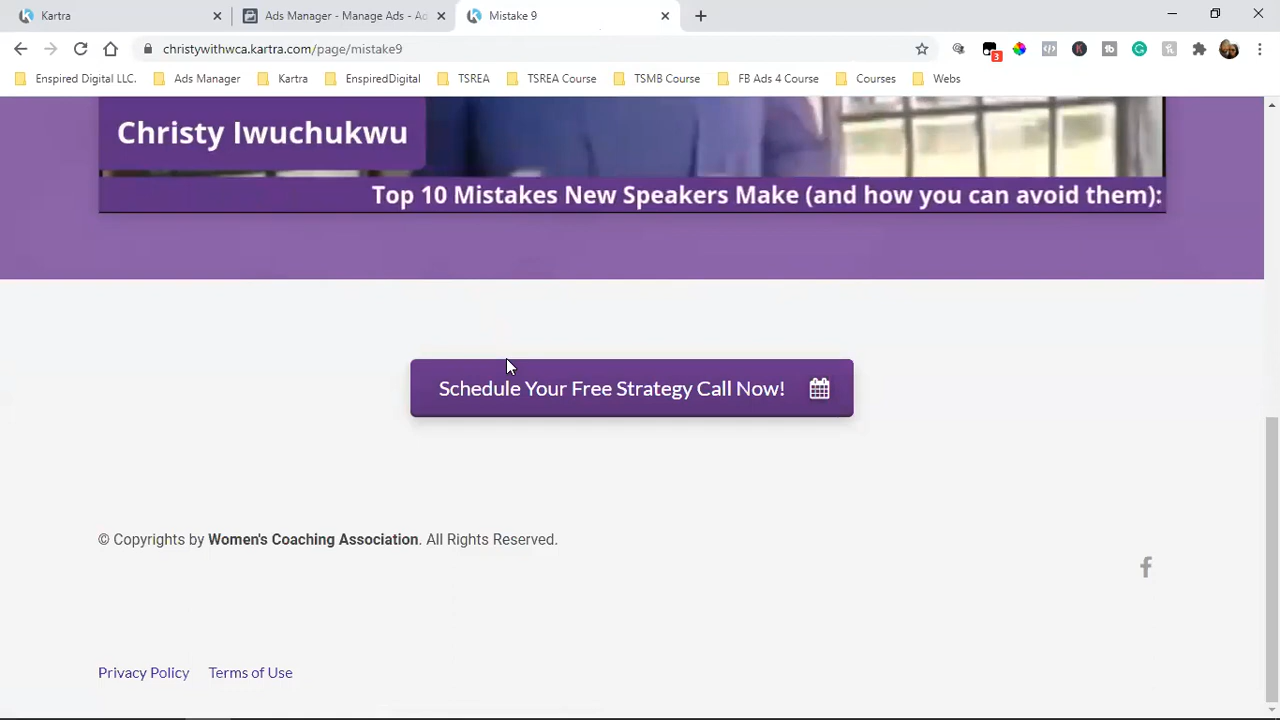 Kartra
Ads Manager - Manage Ads - Ad
Mistake 9
christywithwca.kartra.com/page/mistake9
3
Enspired Digital LLC.
Ads Manager
Kartra
EnspiredDigital
TSREA
TSREA Course
TSMB Course
FB Ads 4 Course
Courses
Webs
Christy Iwuchukwu
Top 10 Mistakes New Speakers Make (and how you can avoid them):
Schedule Your Free Strategy Call Now!
© Copyrights by Women's Coaching Association. All Rights Reserved.
Privacy Policy
Terms of Use